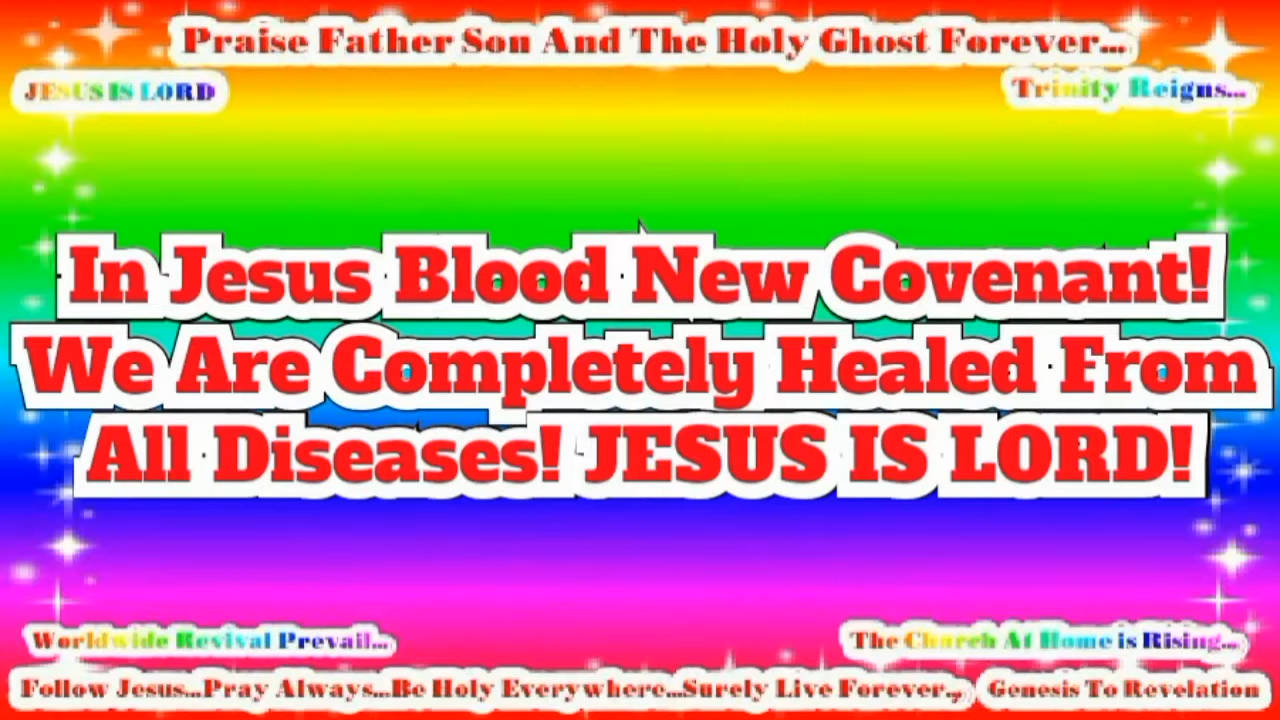 Praise Father Son And The Holy Ghost Forever...
JESUS IS LORD
Trinity Reigns...
In Jesus Blood New Covenant!
We Are Completely Healed From
All Diseases! JESUS IS LORD!
Worldwide Revival Prevail...
The Church At Home is Rising...
Follow Jesus...Pray Always...Be Holy Everywhere...Surely Live Forever...
Genesis To Revelation